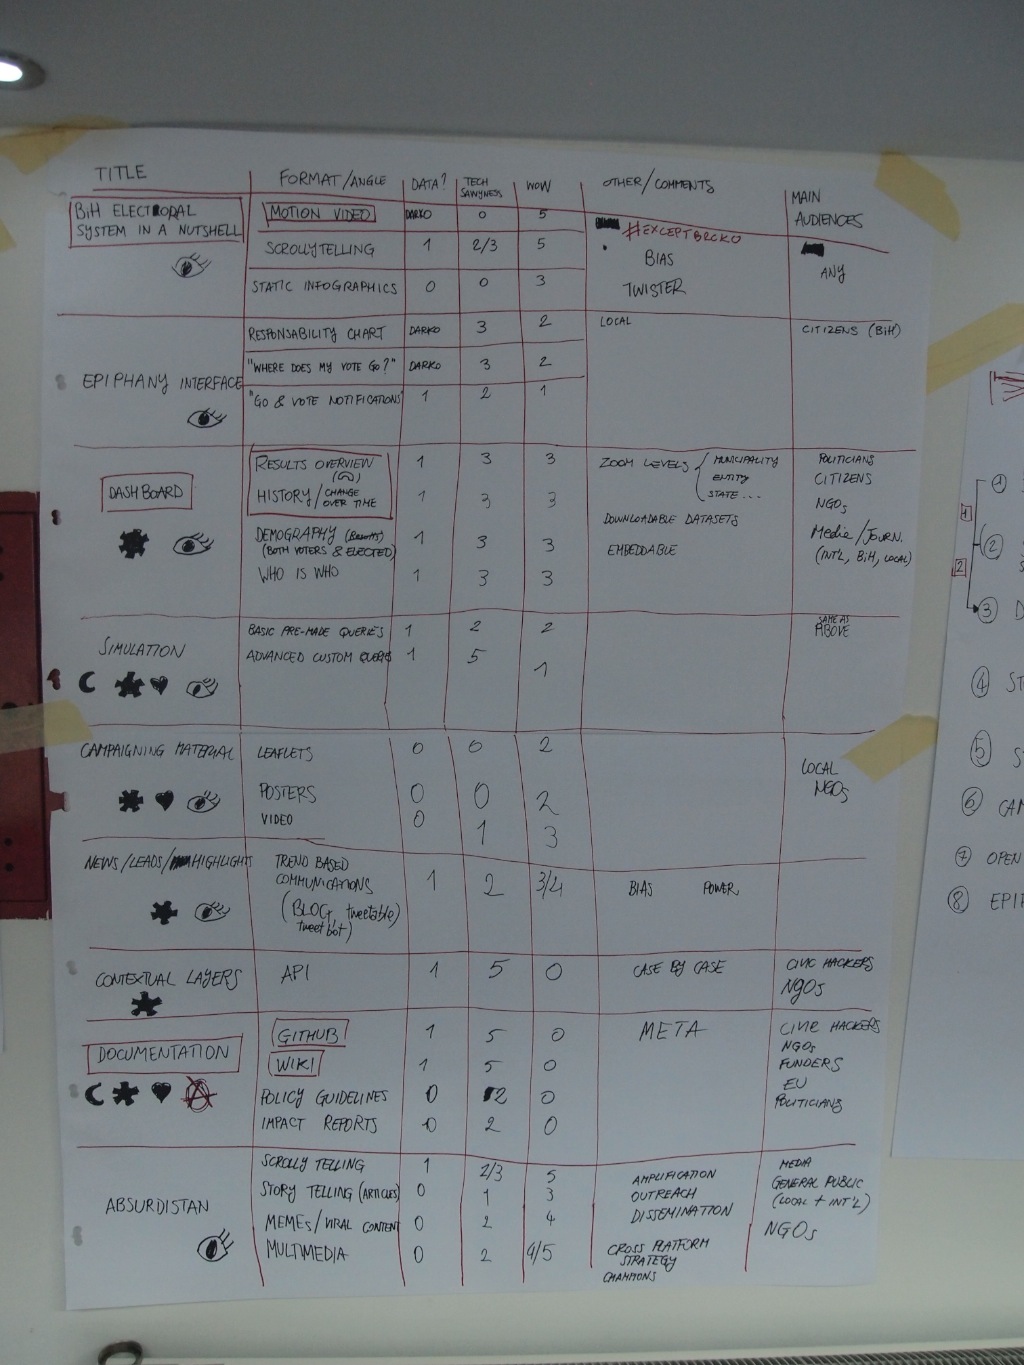 TITLE
FORMAT/ANGLE
DATA?
TECH
SAVVYNESS
WOW
OTHER/COMMENTS
MAIN
AUDIENCES
BiH ELECTORAL
SYSTEM IN A NUTSHELL
MOTION VIDEO DARKO 0 5
#EXCEPTBRCKO
SCROLLYTELLING 1 2/3 5
BIAS
ANY
STATIC INFOGRAPHICS 0 0 3
TWISTER
EPIPHANY INTERFACE
RESPONSABILITY CHART DARKO 3 2
LOCAL
CITIZENS (BiH)
"WHERE DOES MY VOTE GO?" DARKO 3 2
"GO & VOTE NOTIFICATIONS 1 2 1
DASHBOARD
RESULTS OVERVIEW 1 3 3
HISTORY/CHANGE
OVER TIME 1 3 3
DEMOGRAPHY
(BOTH VOTERS & ELECTED) 1 3 3
WHO IS WHO 1 3 3
ZOOM LEVELS
MUNICIPALITY
ENTITY
STATE ...
DOWNLOADABLE DATASETS
EMBEDDABLE
POLITICIANS
CITIZENS
NGOs
Media/JOURN.
(INT'L, BiH, LOCAL)
SIMULATION
BASIC PRE-MADE QUERIES 1 2 2
ADVANCED CUSTOM 1 5 1
SAME AS
ABOVE
CAMPAIGNING MATERIAL
LEAFLETS 0 0 2
POSTERS 0 0 2
VIDEO 0 1 3
LOCAL
NGOs
NEWS/LEADS/HIGHLIGHTS
TREND BASED
COMMUNICATIONS 1 2 3/4
(BLOG, tweetable)
tweet bot)
BIAS POWER
CONTEXTUAL LAYERS
API 1 5 0
CASE BY CASE
CIVIC HACKERS
NGOs
DOCUMENTATION
GITHUB 1 5 0
WIKI 1 5 0
POLICY GUIDELINES 0 2 0
IMPACT REPORTS 0 2 0
META
CIVIC HACKERS
NGOs
FUNDERS
EU
POLITICIANS
ABSURDISTAN
SCROLLY TELLING 1 2/3 5
STORY TELLING (ARTICLES) 0 1 3
MEMES/VIRAL CONTENT 0 2 4
MULTIMEDIA 0 2 4/5
AMPLIFICATION
OUTREACH
DISSEMINATION
CROSS PLATFORM
STRATEGY
CHAMPIONS
MEDIA
GENERAL PUBLIC
(LOCAL + INT'L)
NGOs
1
1
2
2
S
3 D
4 ST
5 S
6 CAM
7 OPEN
8 EPIP